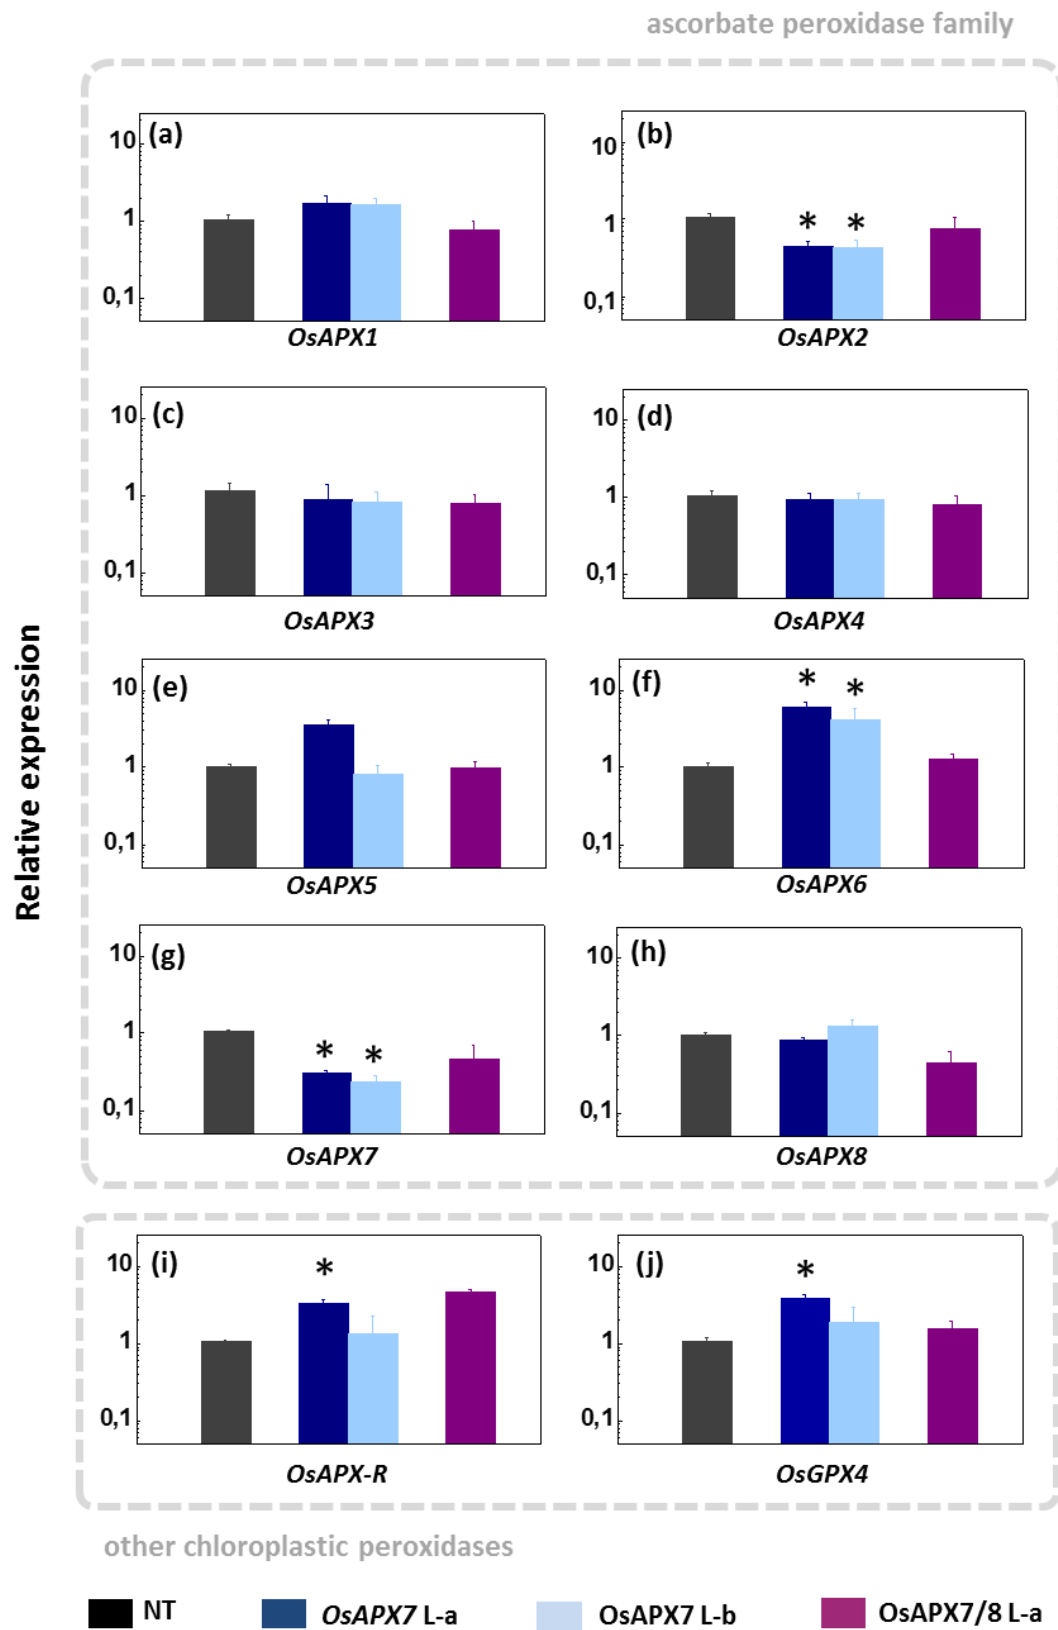 ascorbate peroxidase family
(a)
10
1
0,1
OsAPX1
(b)
10
* *
1
0,1
OsAPX2
(c)
10
1
0,1
OsAPX3
(d)
10
1
0,1
OsAPX4
Relative expression
(e)
10
1
0,1
OsAPX5
(f)
* *
10
1
0,1
OsAPX6
(g)
10
1
* *
0,1
OsAPX7
(h)
10
1
0,1
OsAPX8
(i)
10
*
1
0,1
OsAPX-R
(j)
10
*
1
0,1
OsGPX4
other chloroplastic peroxidases
NT
OsAPX7 L-a
OsAPX7 L-b
OsAPX7/8 L-a